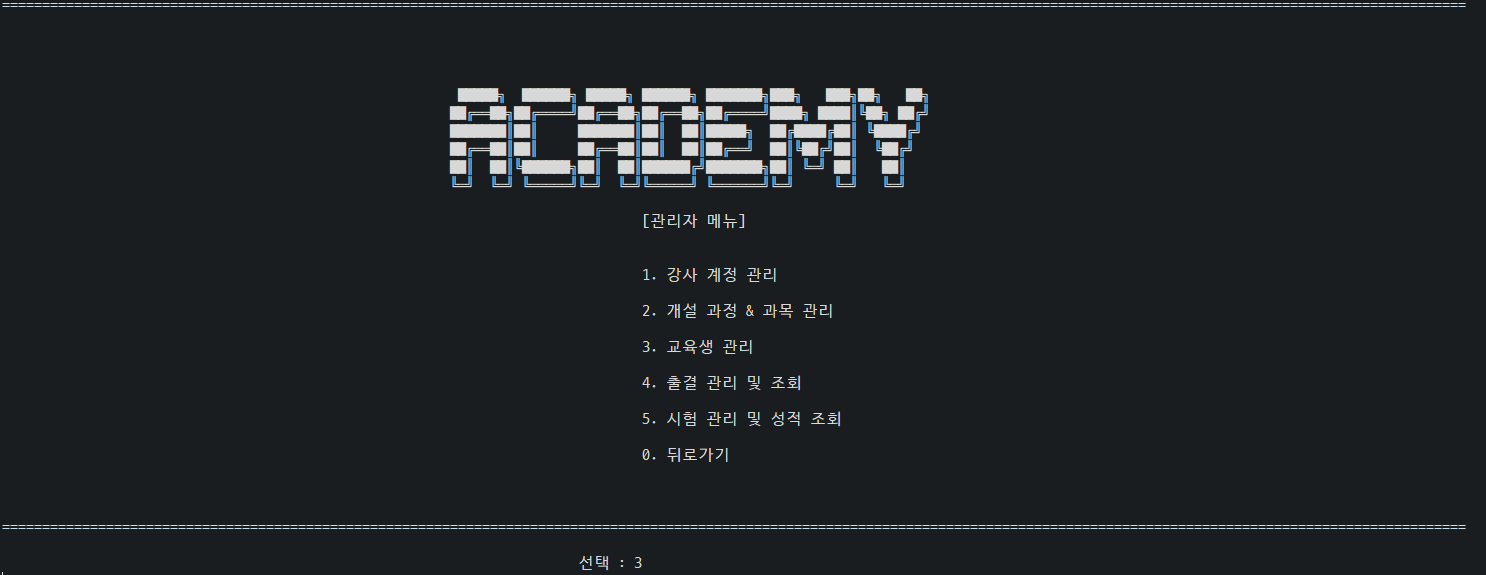 ACADEMY
[관리자 메뉴]
1. 강사 계정 관리
2. 개설 과정 & 과목 관리
3. 교육생 관리
4. 출결 관리 및 조회
5. 시험 관리 및 성적 조회
0. 뒤로가기
선택 : 3